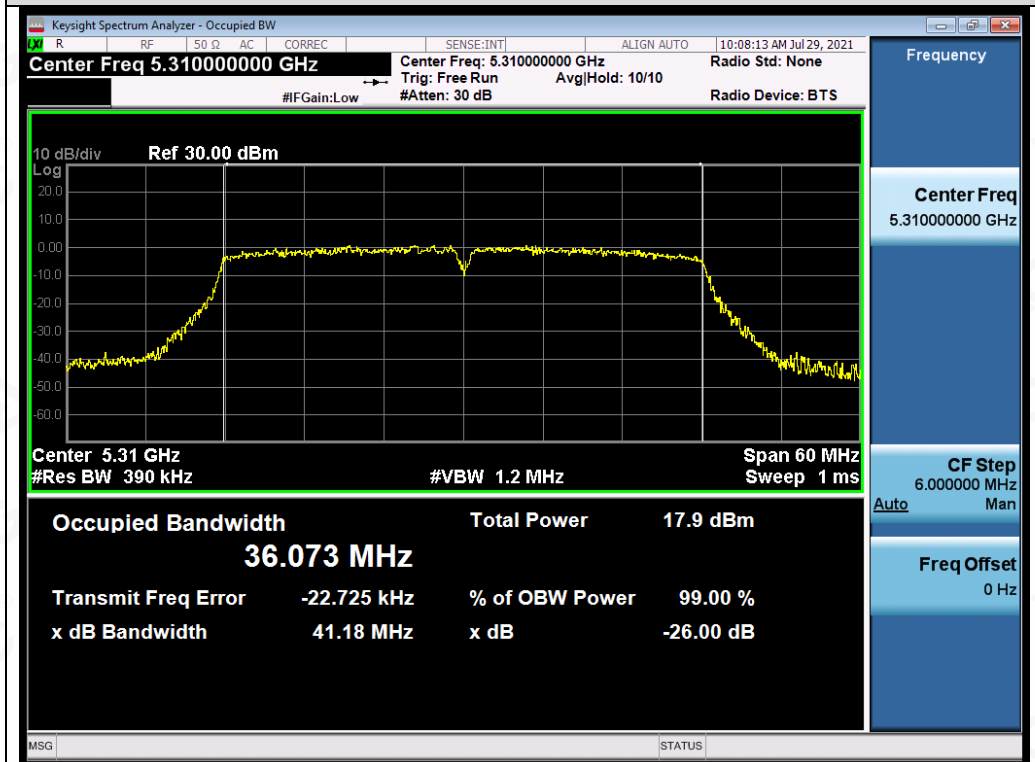 Keysight Spectrum Analyzer - Occupied BW
LXI R RF 50 Ω AC CORREC SENSE:INT ALIGN AUTO 10:08:13 AM Jul 29, 2021
Center Freq 5.310000000 GHz
Center Freq: 5.310000000 GHz
Radio Std: None
Trig: Free Run Avg|Hold: 10/10
#IFGain:Low
#Atten: 30 dB
Radio Device: BTS
10 dB/div Ref 30.00 dBm
Log
20.0
10.0
0.00
-10.0
-20.0
-30.0
-40.0
-50.0
-60.0
Center 5.31 GHz Span 60 MHz
#Res BW 390 kHz #VBW 1.2 MHz Sweep 1 ms
Occupied Bandwidth Total Power 17.9 dBm
36.073 MHz
Transmit Freq Error -22.725 kHz % of OBW Power 99.00 %
x dB Bandwidth 41.18 MHz x dB -26.00 dB
Frequency
Center Freq
5.310000000 GHz
CF Step
6.000000 MHz
Auto Man
Freq Offset
0 Hz
MSG STATUS